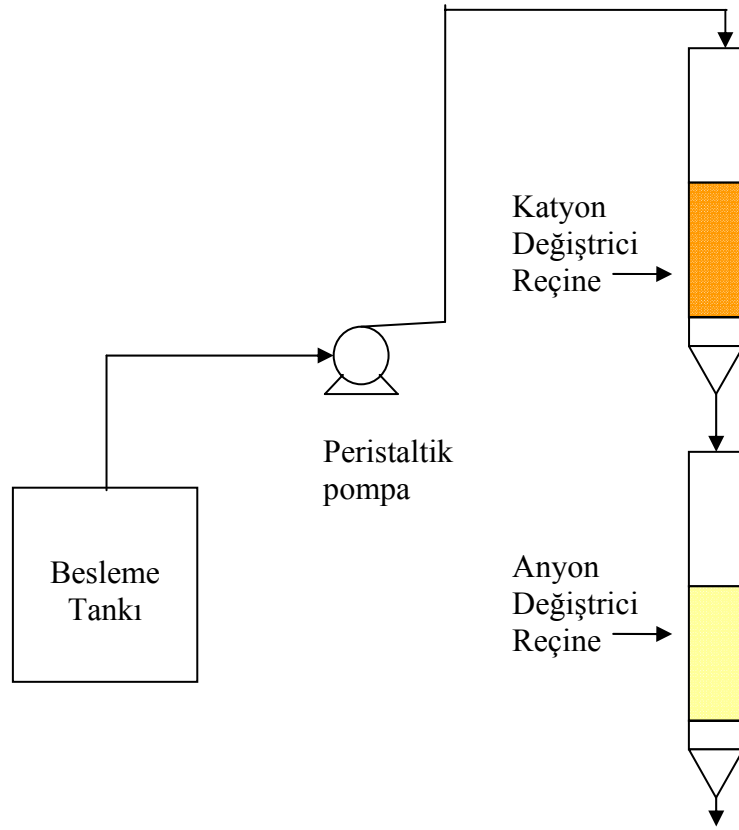 Katyon
Değiştrici
Reçine
Peristaltik
pompa
Besleme
Tankı
Anyon
Değiştrici
Reçine